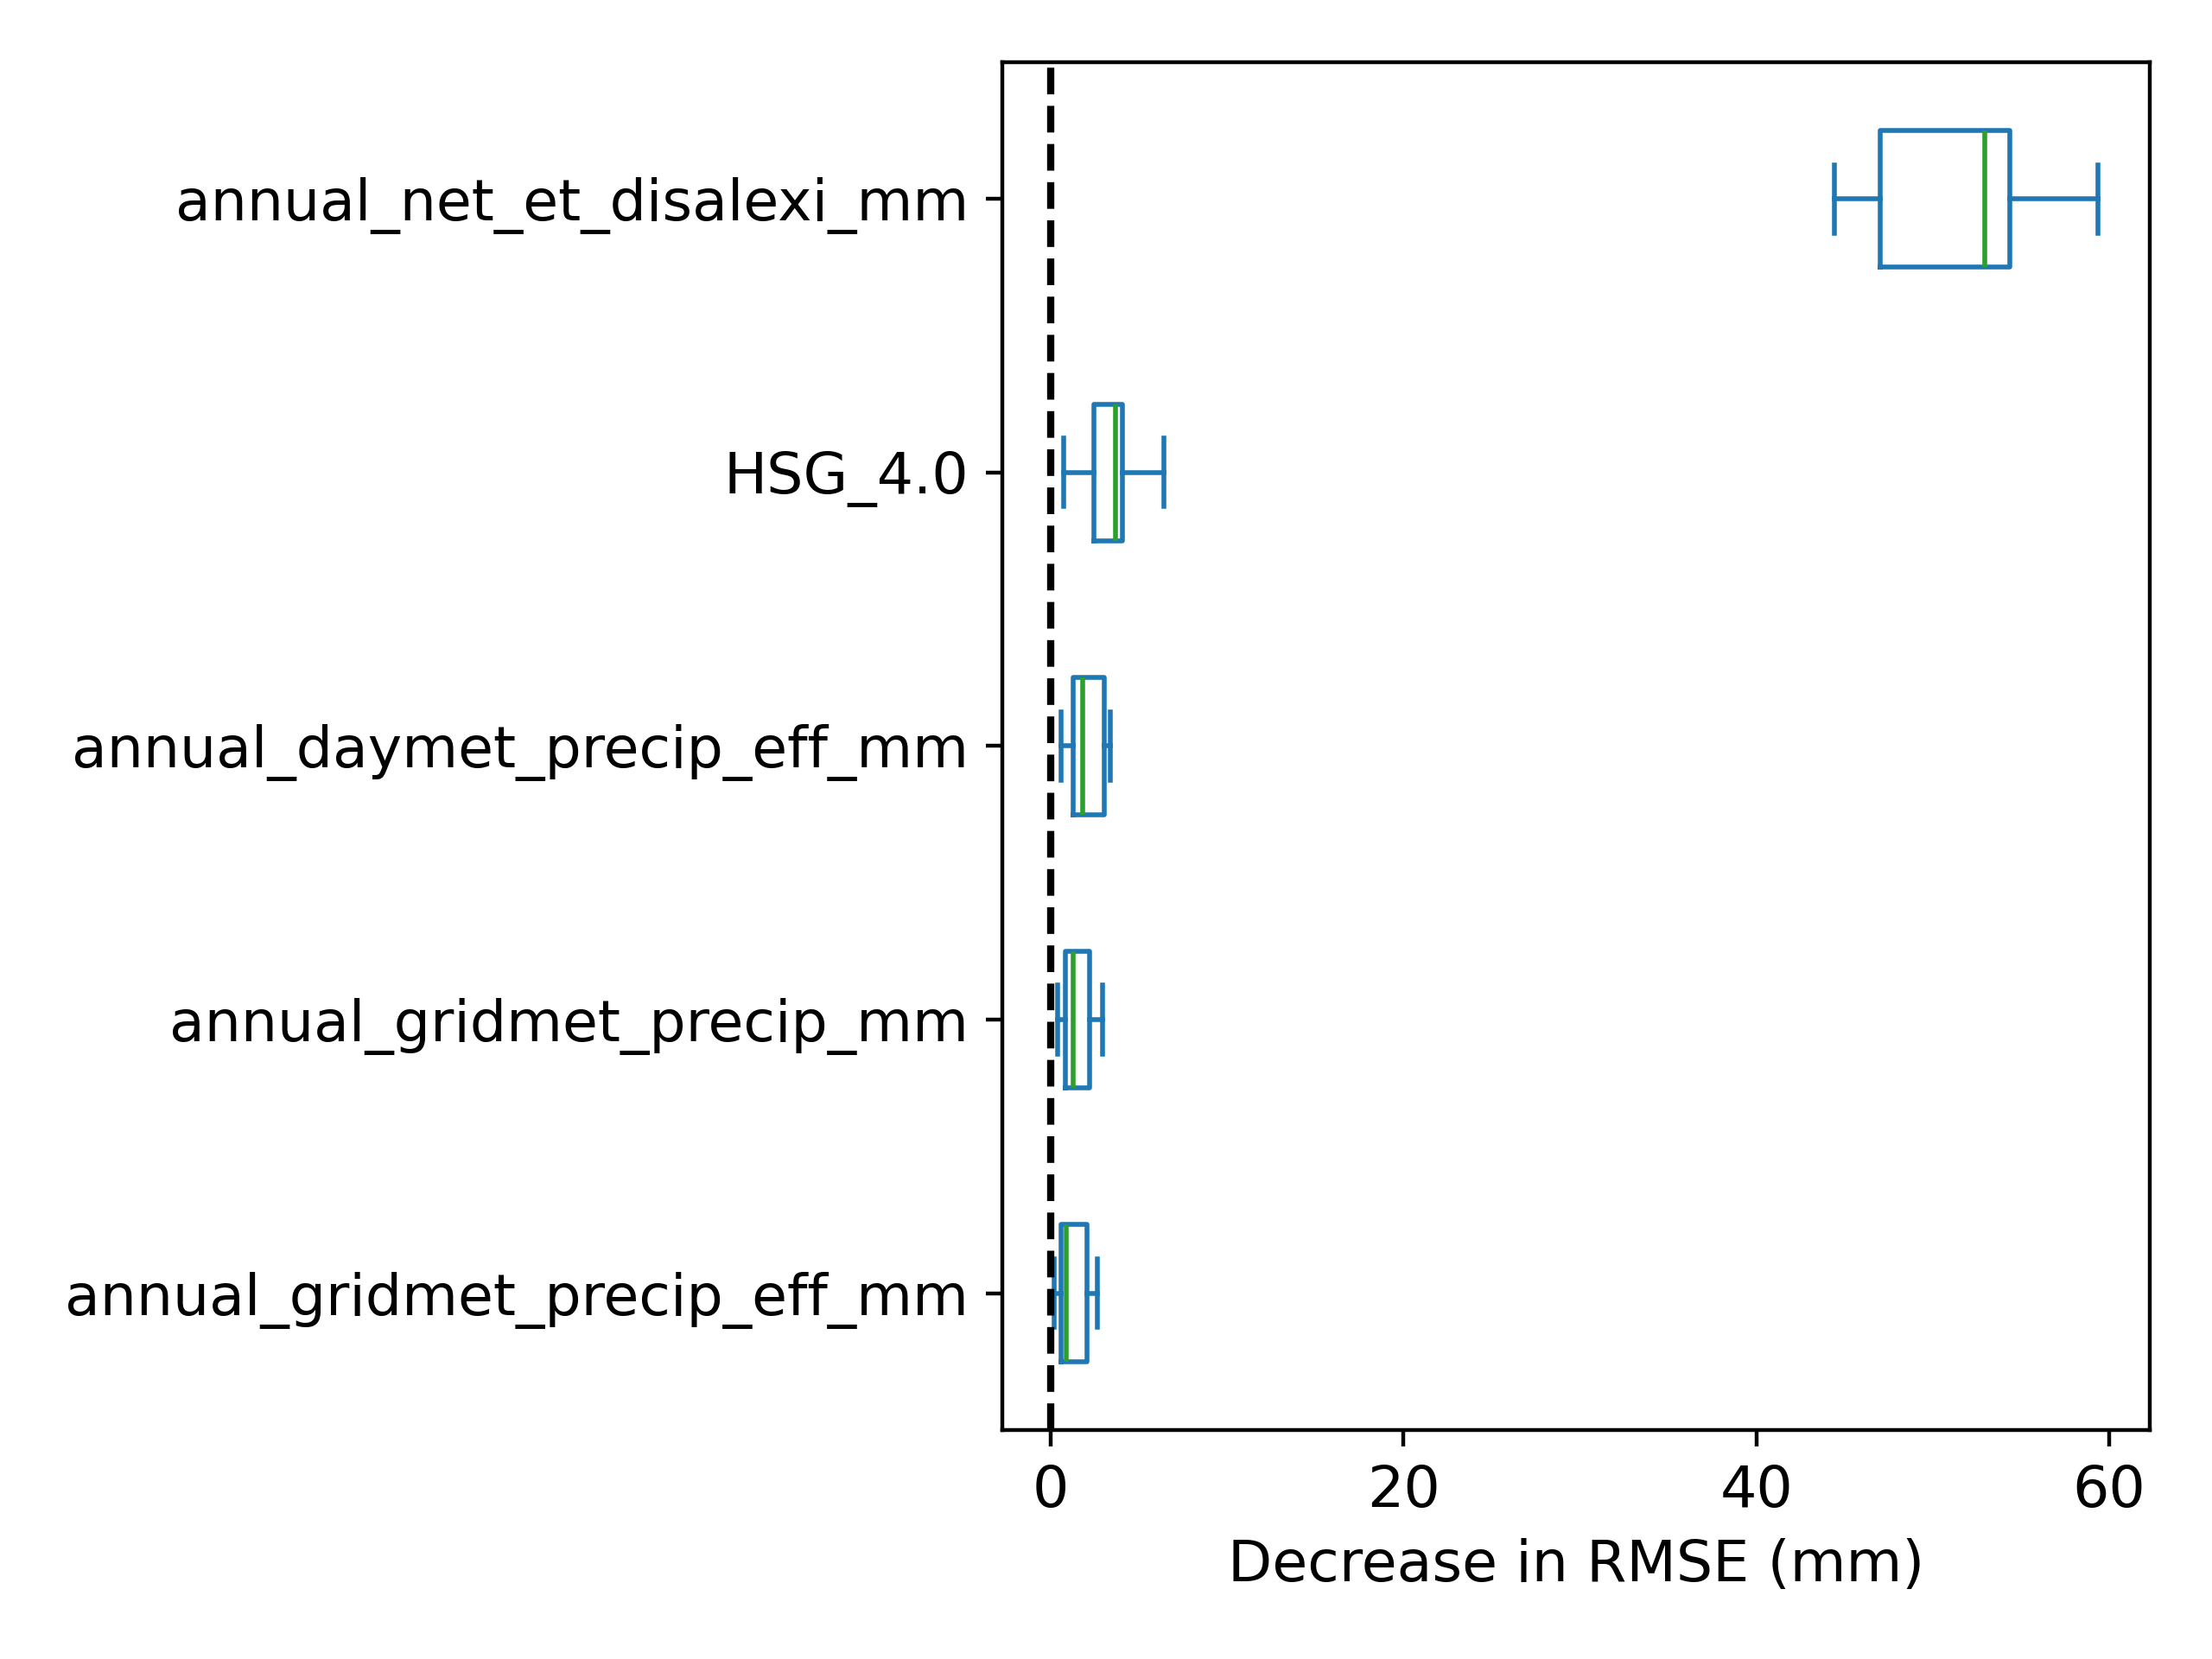 annual_net_et_disalexi_mm
HSG_4.0
annual_daymet_precip_eff_mm
annual_gridmet_precip_mm
annual_gridmet_precip_eff_mm
0 20 40 60
Decrease in RMSE (mm)